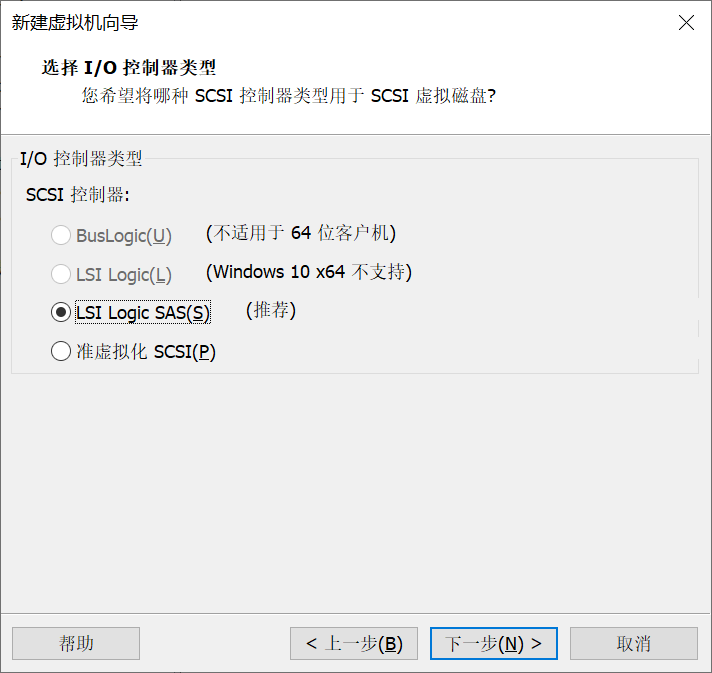 新建虚拟机向导
选择 I/O 控制器类型
您希望将哪种 SCSI 控制器类型用于 SCSI 虚拟磁盘?
I/O 控制器类型
SCSI 控制器:
BusLogic(U) (不适用于 64 位客户机)
LSI Logic(L) (Windows 10 x64 不支持)
LSI Logic SAS(S) (推荐)
准虚拟化 SCSI(P)
帮助 < 上一步(B) 下一步(N) > 取消